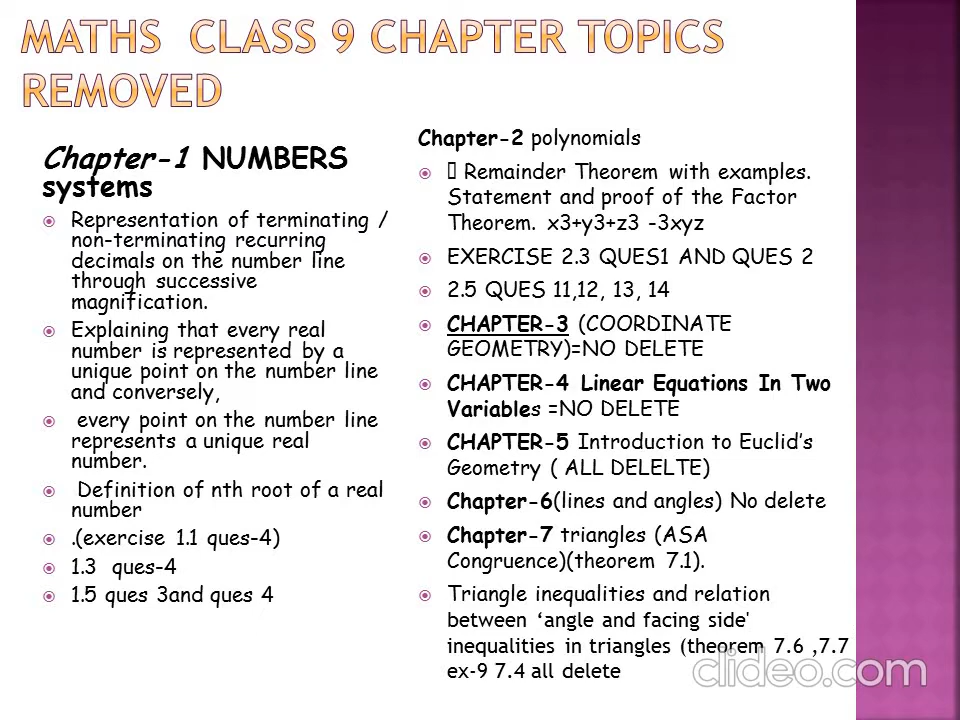 MATHS CLASS 9 CHAPTER TOPICS
REMOVED
Chapter-1 NUMBERS
systems
Representation of terminating /
non-terminating recurring
decimals on the number line
through successive
magnification.
Explaining that every real
number is represented by a
unique point on the number line
and conversely,
every point on the number line
represents a unique real
number.
Definition of nth root of a real
number
.(exercise 1.1 ques-4)
1.3 ques-4
1.5 ques 3and ques 4
Chapter-2 polynomials
Remainder Theorem with examples.
Statement and proof of the Factor
Theorem. x3+y3+z3 -3xyz
EXERCISE 2.3 QUES1 AND QUES 2
2.5 QUES 11,12, 13, 14
CHAPTER-3 (COORDINATE
GEOMETRY)=NO DELETE
CHAPTER-4 Linear Equations In Two
Variables =NO DELETE
CHAPTER-5 Introduction to Euclid's
Geometry ( ALL DELELTE)
Chapter-6(lines and angles) No delete
Chapter-7 triangles (ASA
Congruence)(theorem 7.1).
Triangle inequalities and relation
between ‘angle and facing side'
inequalities in triangles (theorem 7.6 ,7.7
ex-9 7.4 all delete
clideo.com